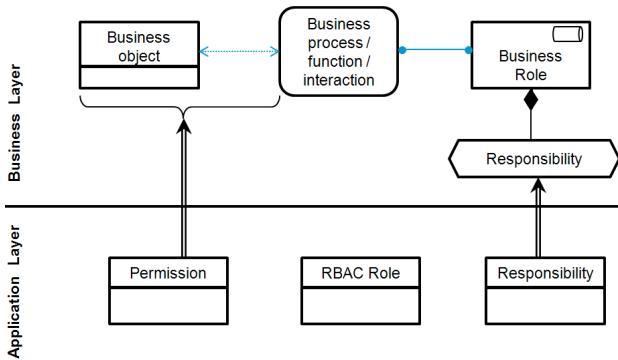 Business Layer
Business
object
Business
process /
function /
interaction
Business
Role
Responsibility
Application Layer
Permission
RBAC Role
Responsibility